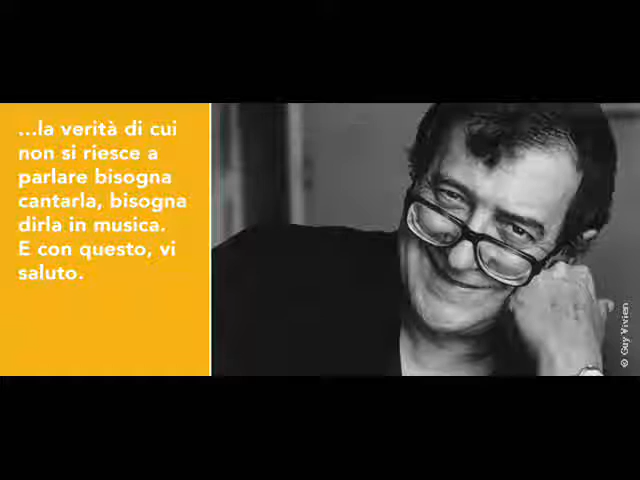 ...la verità di cui
non si riesce a
parlare bisogna
cantarla, bisogna
dirla in musica.
E con questo, vi
saluto.
© Guy Vivien